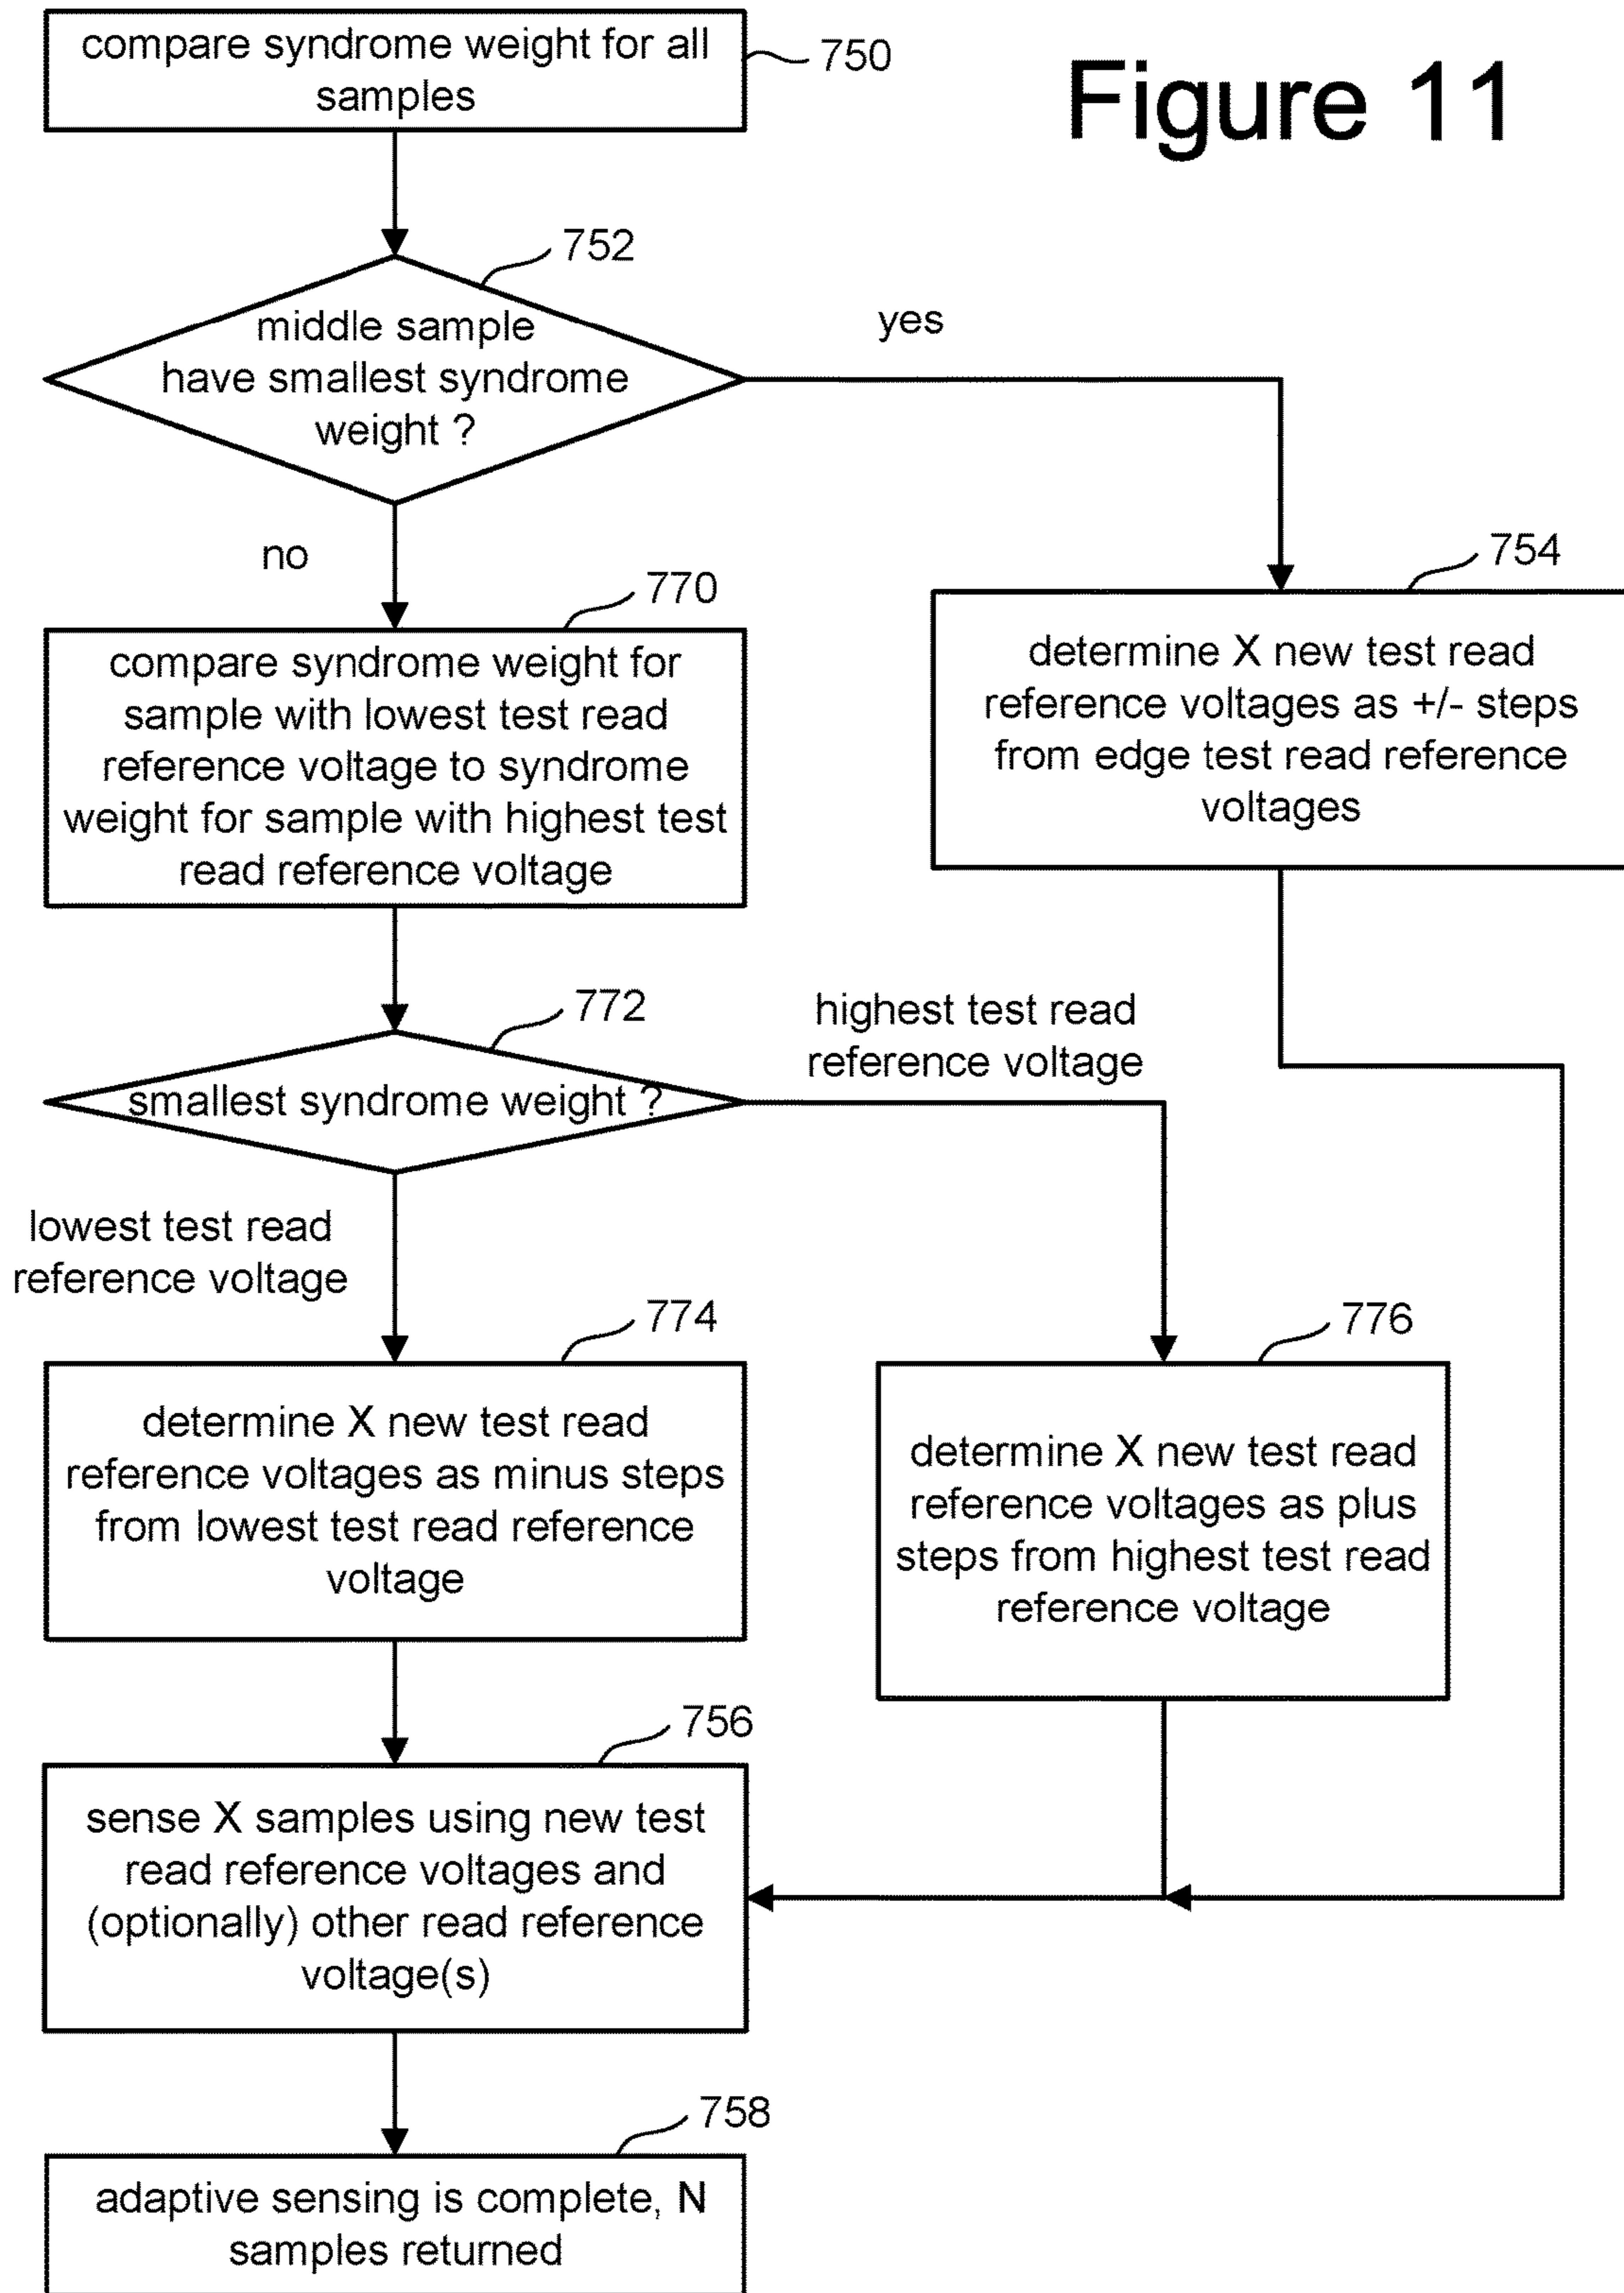 compare syndrome weight for all
samples
750
Figure 11
752
middle sample
have smallest syndrome
weight ?
yes
no
754
determine X new test read
reference voltages as +/- steps
from edge test read reference
voltages
770
compare syndrome weight for
sample with lowest test read
reference voltage to syndrome
weight for sample with highest test
read reference voltage
772
smallest syndrome weight ?
highest test read
reference voltage
lowest test read
reference voltage
774
determine X new test read
reference voltages as minus steps
from lowest test read reference
voltage
776
determine X new test read
reference voltages as plus
steps from highest test read
reference voltage
756
sense X samples using new test
read reference voltages and
(optionally) other read reference
voltage(s)
758
adaptive sensing is complete, N
samples returned